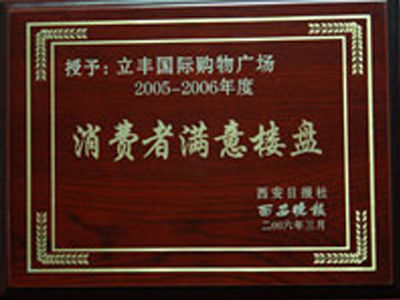 授予：立丰国际购物广场
2005-2006年度
消费者满意楼盘
西安日报社
西安晚报
二〇〇六年三月